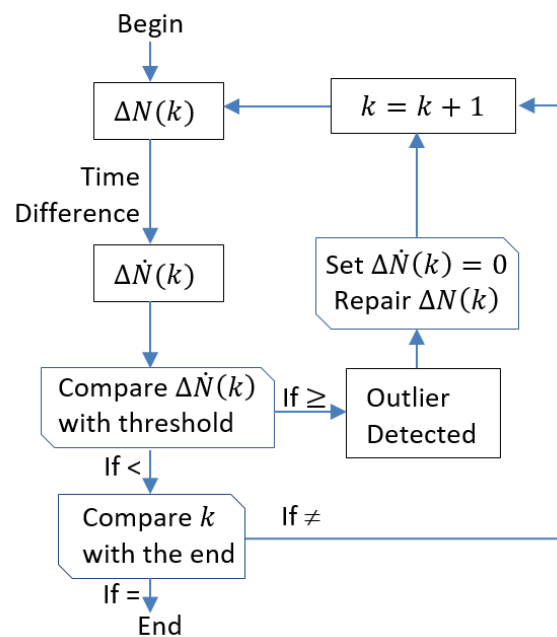 Begin
ΔN(k)
k = k + 1
Time
Difference
ΔṄ(k)
Set ΔṄ(k) = 0
Repair ΔN(k)
Compare ΔṄ(k)
with threshold
If ≥
Outlier
Detected
If <
Compare k
with the end
If ≠
If =
End